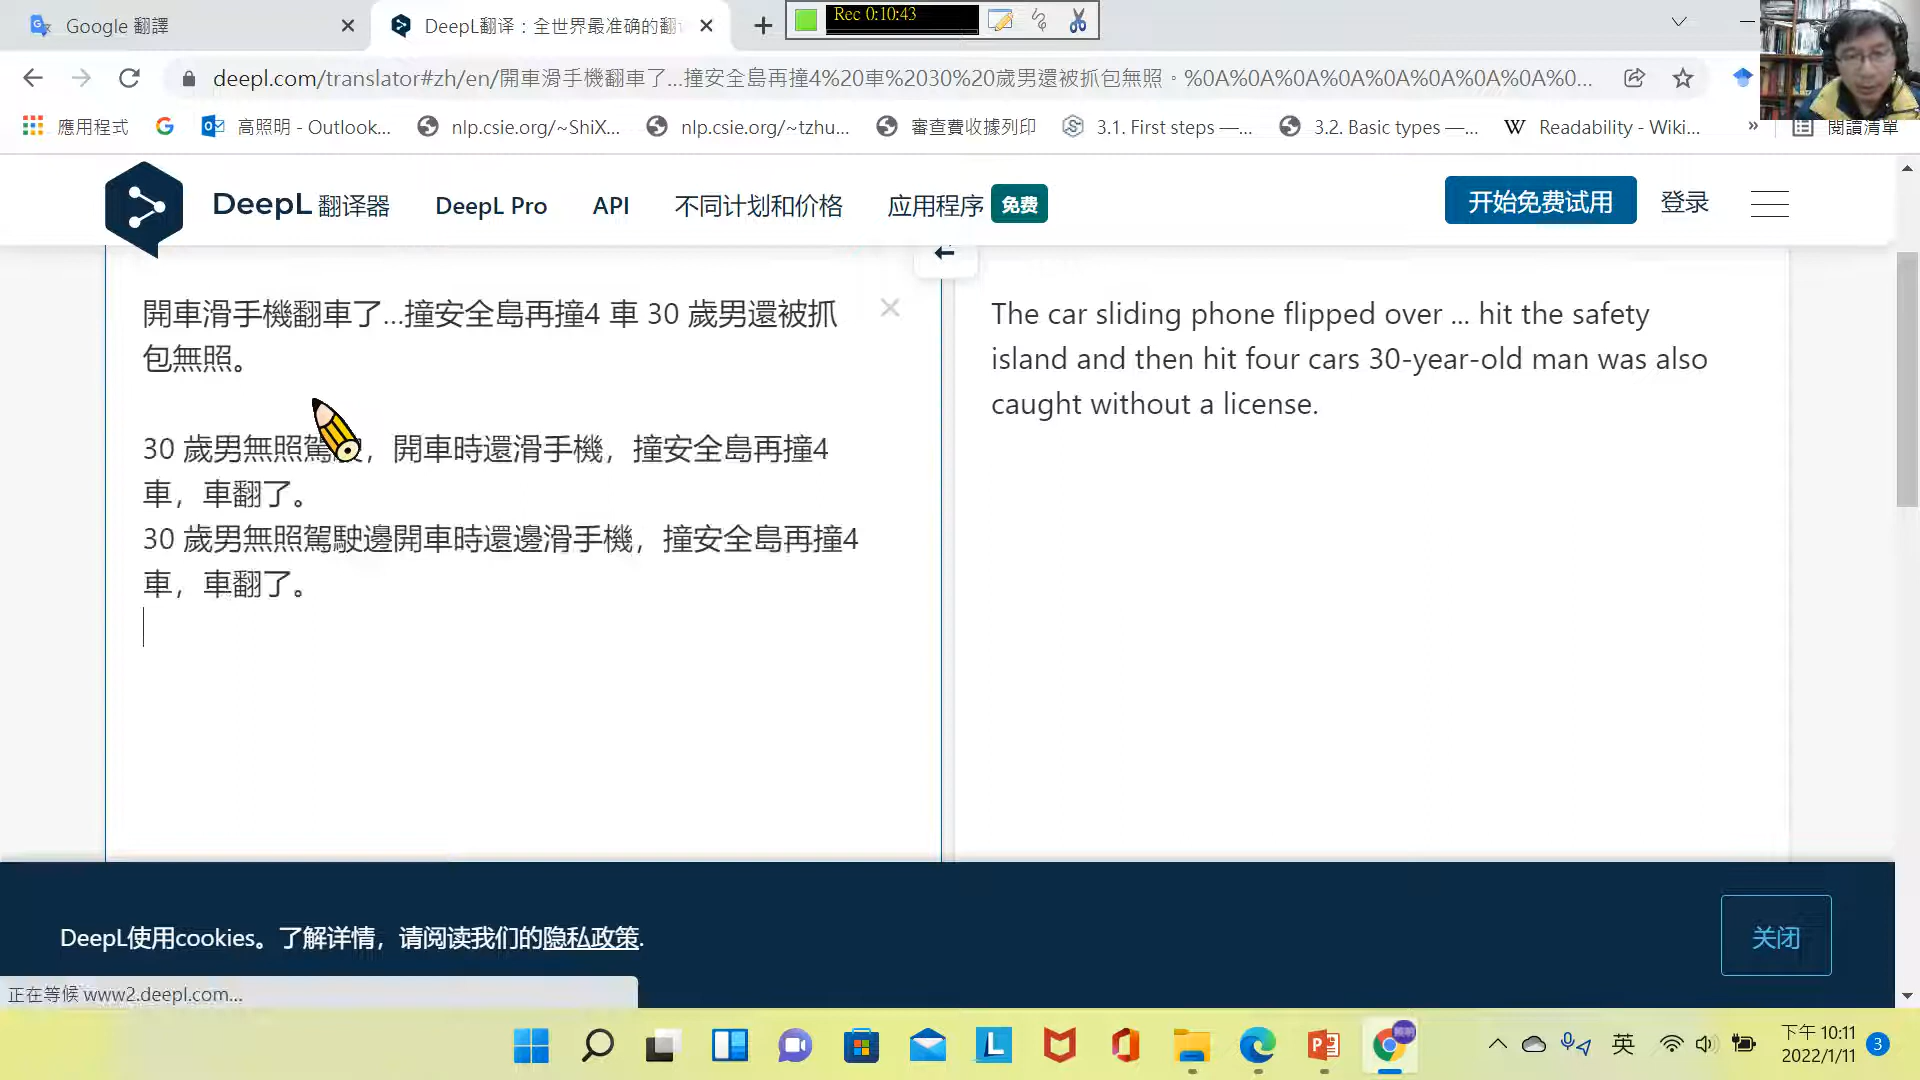 Google 翻譯
DeepL翻译：全世界最准确的翻
Rec 0:10:43
deepl.com/translator#zh/en/開車滑手機翻車了...撞安全島再撞4%20車%2030%20歲男還被抓包無照。%0A%0A%0A%0A%0A%0A%0A%0A%0...
應用程式
高照明 - Outlook...
nlp.csie.org/~ShiX...
nlp.csie.org/~tzhu...
審查費收據列印
3.1. First steps —...
3.2. Basic types —...
W Readability - Wiki...
»
閱讀清單
DeepL 翻译器
DeepL Pro
API
不同计划和价格
应用程序 免费
开始免费试用
登录
開車滑手機翻車了...撞安全島再撞4 車 30 歲男還被抓
包無照。
30 歲男無照駕，開車時還滑手機，撞安全島再撞4
車，車翻了。
30 歲男無照駕駛邊開車時還邊滑手機，撞安全島再撞4
車，車翻了。
The car sliding phone flipped over ... hit the safety
island and then hit four cars 30-year-old man was also
caught without a license.
DeepL使用cookies。了解详情，请阅读我们的隐私政策.
关闭
正在等候 www2.deepl.com...
英
下午 10:11
2022/1/11
3